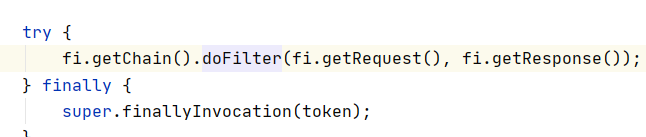 try {
    fi.getChain().doFilter(fi.getRequest(), fi.getResponse());
} finally {
    super.finallyInvocation(token);
}